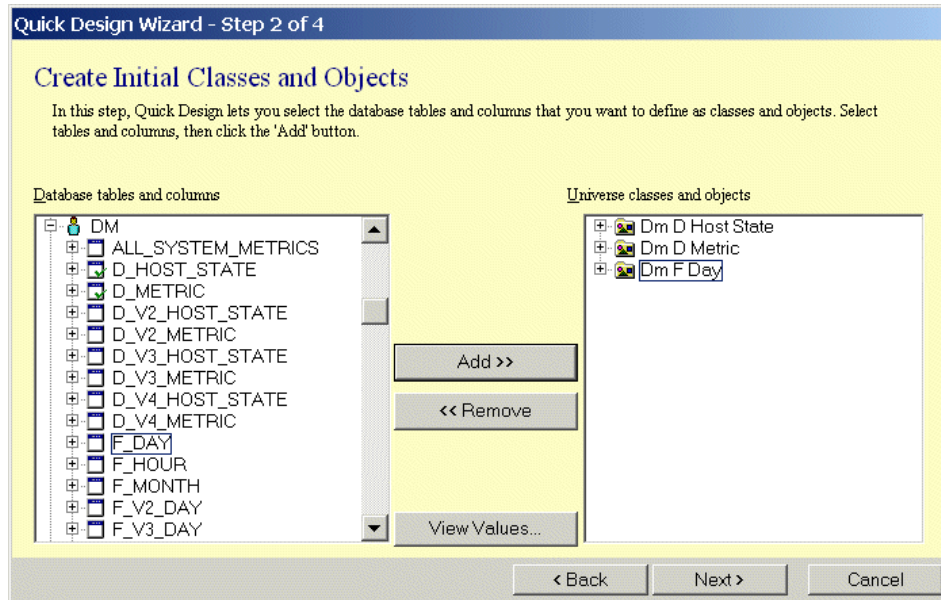 Quick Design Wizard - Step 2 of 4
Create Initial Classes and Objects
In this step, Quick Design lets you select the database tables and columns that you want to define as classes and objects. Select
tables and columns, then click the 'Add' button.
Database tables and columns
DM
ALL_SYSTEM_METRICS
D_HOST_STATE
D_METRIC
D_V2_HOST_STATE
D_V2_METRIC
D_V3_HOST_STATE
D_V3_METRIC
D_V4_HOST_STATE
D_V4_METRIC
F_DAY
F_HOUR
F_MONTH
F_V2_DAY
F_V3_DAY
Add >>
<< Remove
View Values...
Universe classes and objects
Dm D Host State
Dm D Metric
Dm F Day
< Back
Next >
Cancel